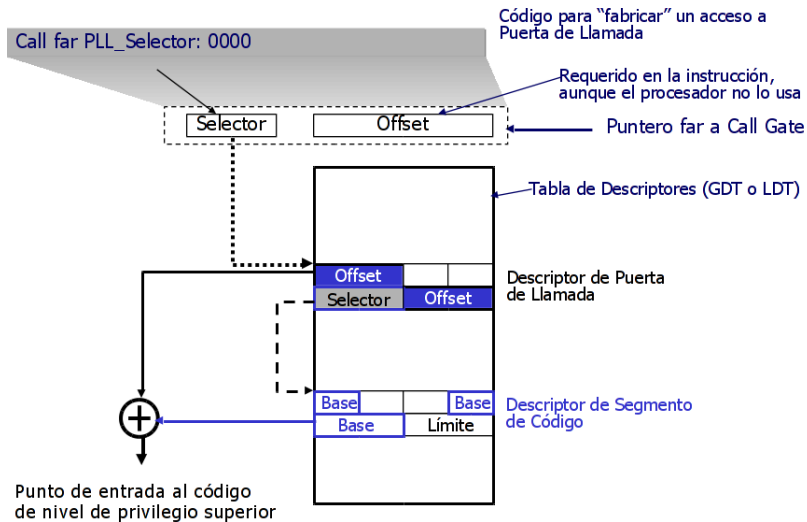 Código para “fabricar” un acceso a
Puerta de Llamada
Call far PLL_Selector: 0000
Requerido en la instrucción,
aunque el procesador no lo usa
Selector
Offset
Puntero far a Call Gate
Tabla de Descriptores (GDT o LDT)
Offset
Descriptor de Puerta
de Llamada
Selector
Offset
Base
Base
Descriptor de Segmento
de Código
Base
Límite
Punto de entrada al código
de nivel de privilegio superior